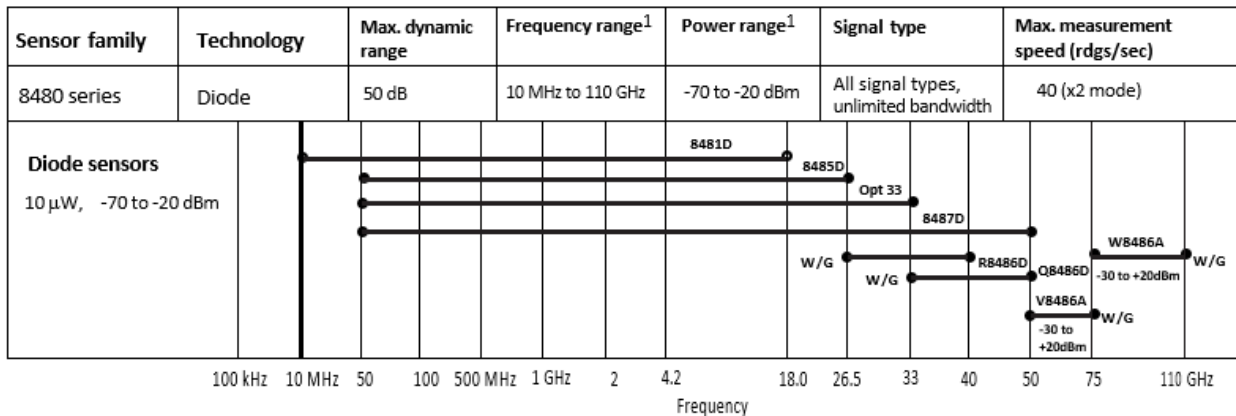 Sensor family
Technology
Max. dynamic
range
Frequency range1
Power range1
Signal type
Max. measurement
speed (rdgs/sec)
8480 series
Diode
50 dB
10 MHz to 110 GHz
-70 to -20 dBm
All signal types,
unlimited bandwidth
40 (x2 mode)
Diode sensors
10 μW, -70 to -20 dBm
8481D
8485D
Opt 33
8487D
W/G
R8486D
W/G
Q8486D
W8486A
W/G
-30 to +20dBm
V8486A
W/G
-30 to
+20dBm
100 kHz 10 MHz 50 100 500 MHz 1 GHz 2 4.2 18.0 26.5 33 40 50 75 110 GHz
Frequency